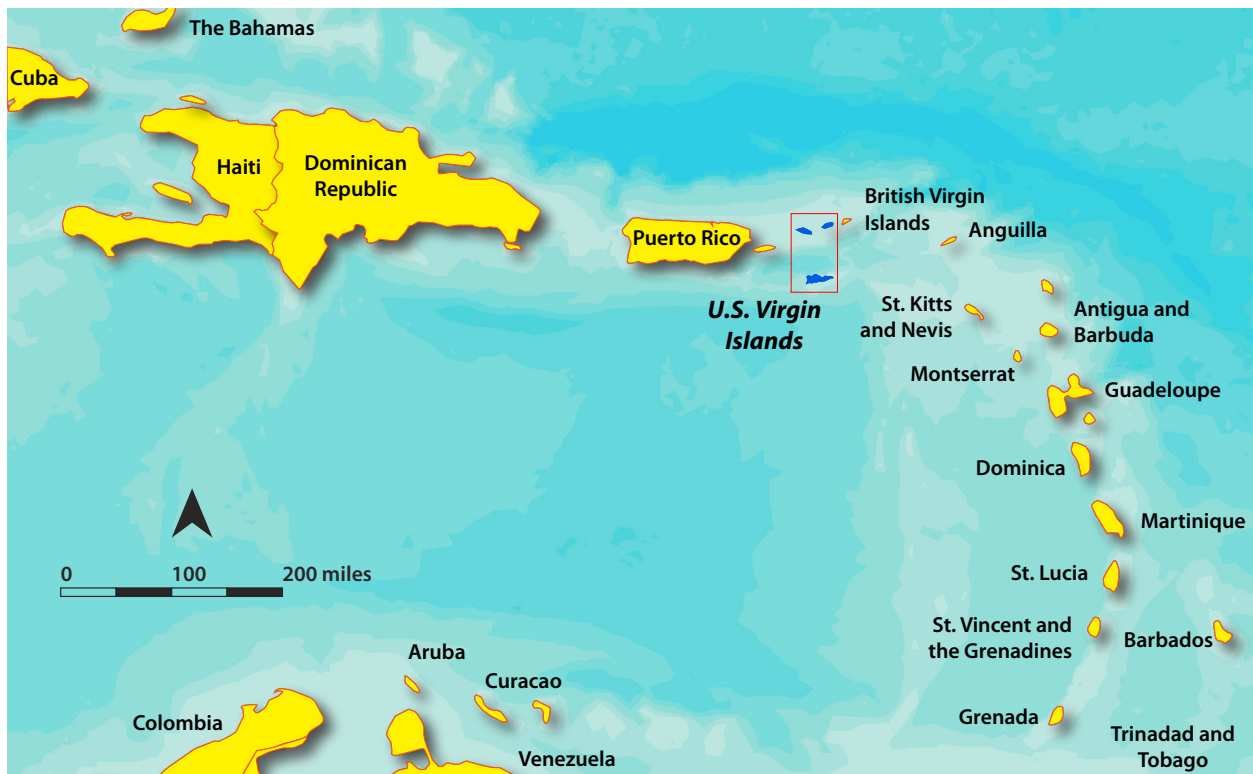 The Bahamas
Cuba
Haiti
Dominican
Republic
Puerto Rico
British Virgin
Islands
Anguilla
U.S. Virgin
Islands
St. Kitts
and Nevis
Antigua and
Barbuda
Montserrat
Guadeloupe
Dominica
Martinique
0 100 200 miles
St. Lucia
St. Vincent and
the Grenadines
Barbados
Aruba
Curacao
Colombia
Venezuela
Grenada
Trinadad and
Tobago